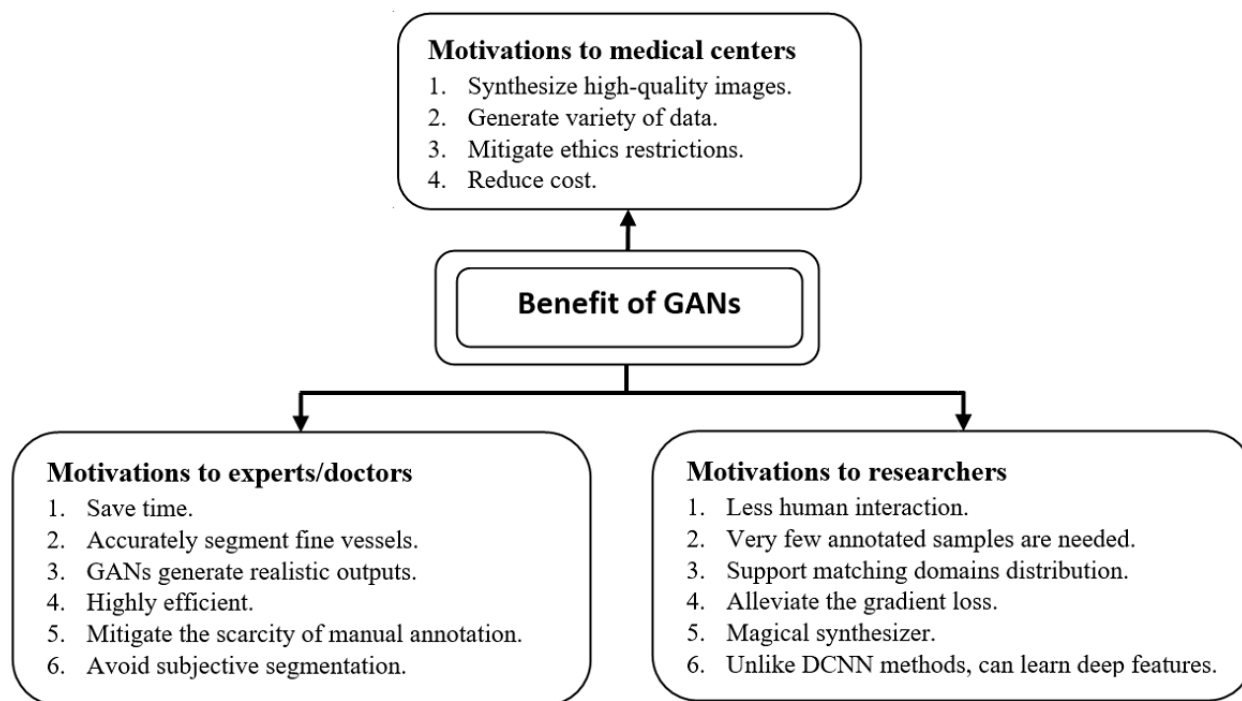 Motivations to medical centers
1. Synthesize high-quality images.
2. Generate variety of data.
3. Mitigate ethics restrictions.
4. Reduce cost.
Benefit of GANs
Motivations to experts/doctors
1. Save time.
2. Accurately segment fine vessels.
3. GANs generate realistic outputs.
4. Highly efficient.
5. Mitigate the scarcity of manual annotation.
6. Avoid subjective segmentation.
Motivations to researchers
1. Less human interaction.
2. Very few annotated samples are needed.
3. Support matching domains distribution.
4. Alleviate the gradient loss.
5. Magical synthesizer.
6. Unlike DCNN methods, can learn deep features.